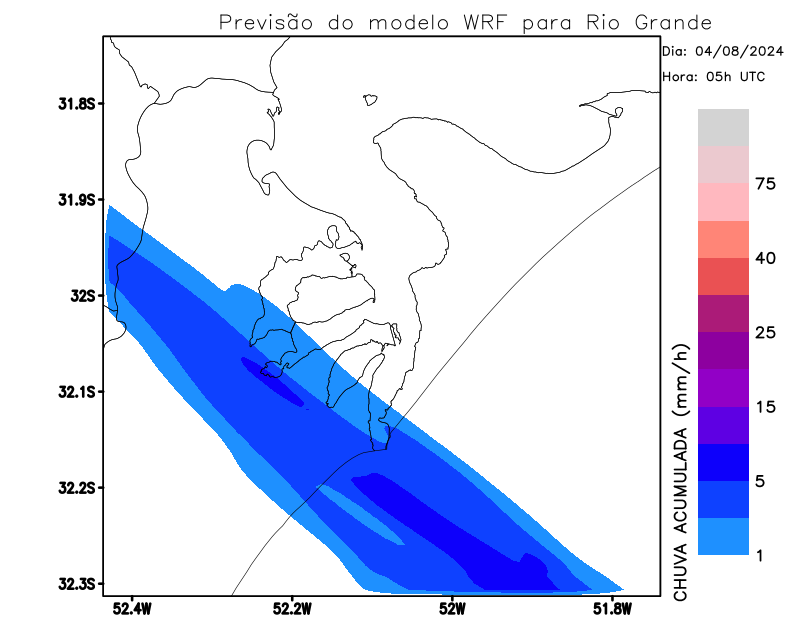 Previsão do modelo WRF para Rio Grande
Dia: 04/08/2024
Hora: 05h UTC
31.8S
31.9S
32S
32.1S
32.2S
32.3S
52.4W
52.2W
52W
51.8W
75
40
25
15
5
1
CHUVA ACUMULADA (mm/h)